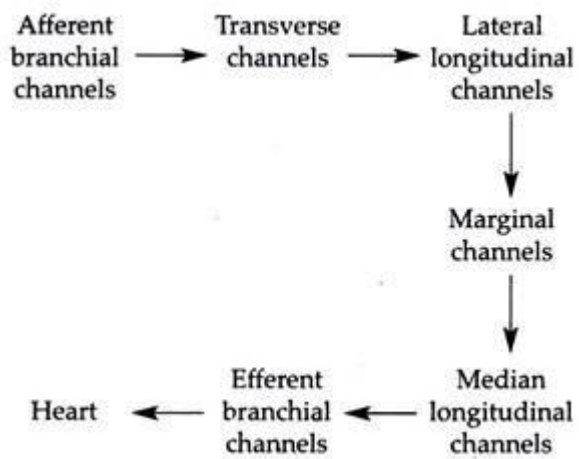 Afferent
branchial
channels
Transverse
channels
Lateral
longitudinal
channels
Marginal
channels
Median
longitudinal
channels
Efferent
branchial
channels
Heart